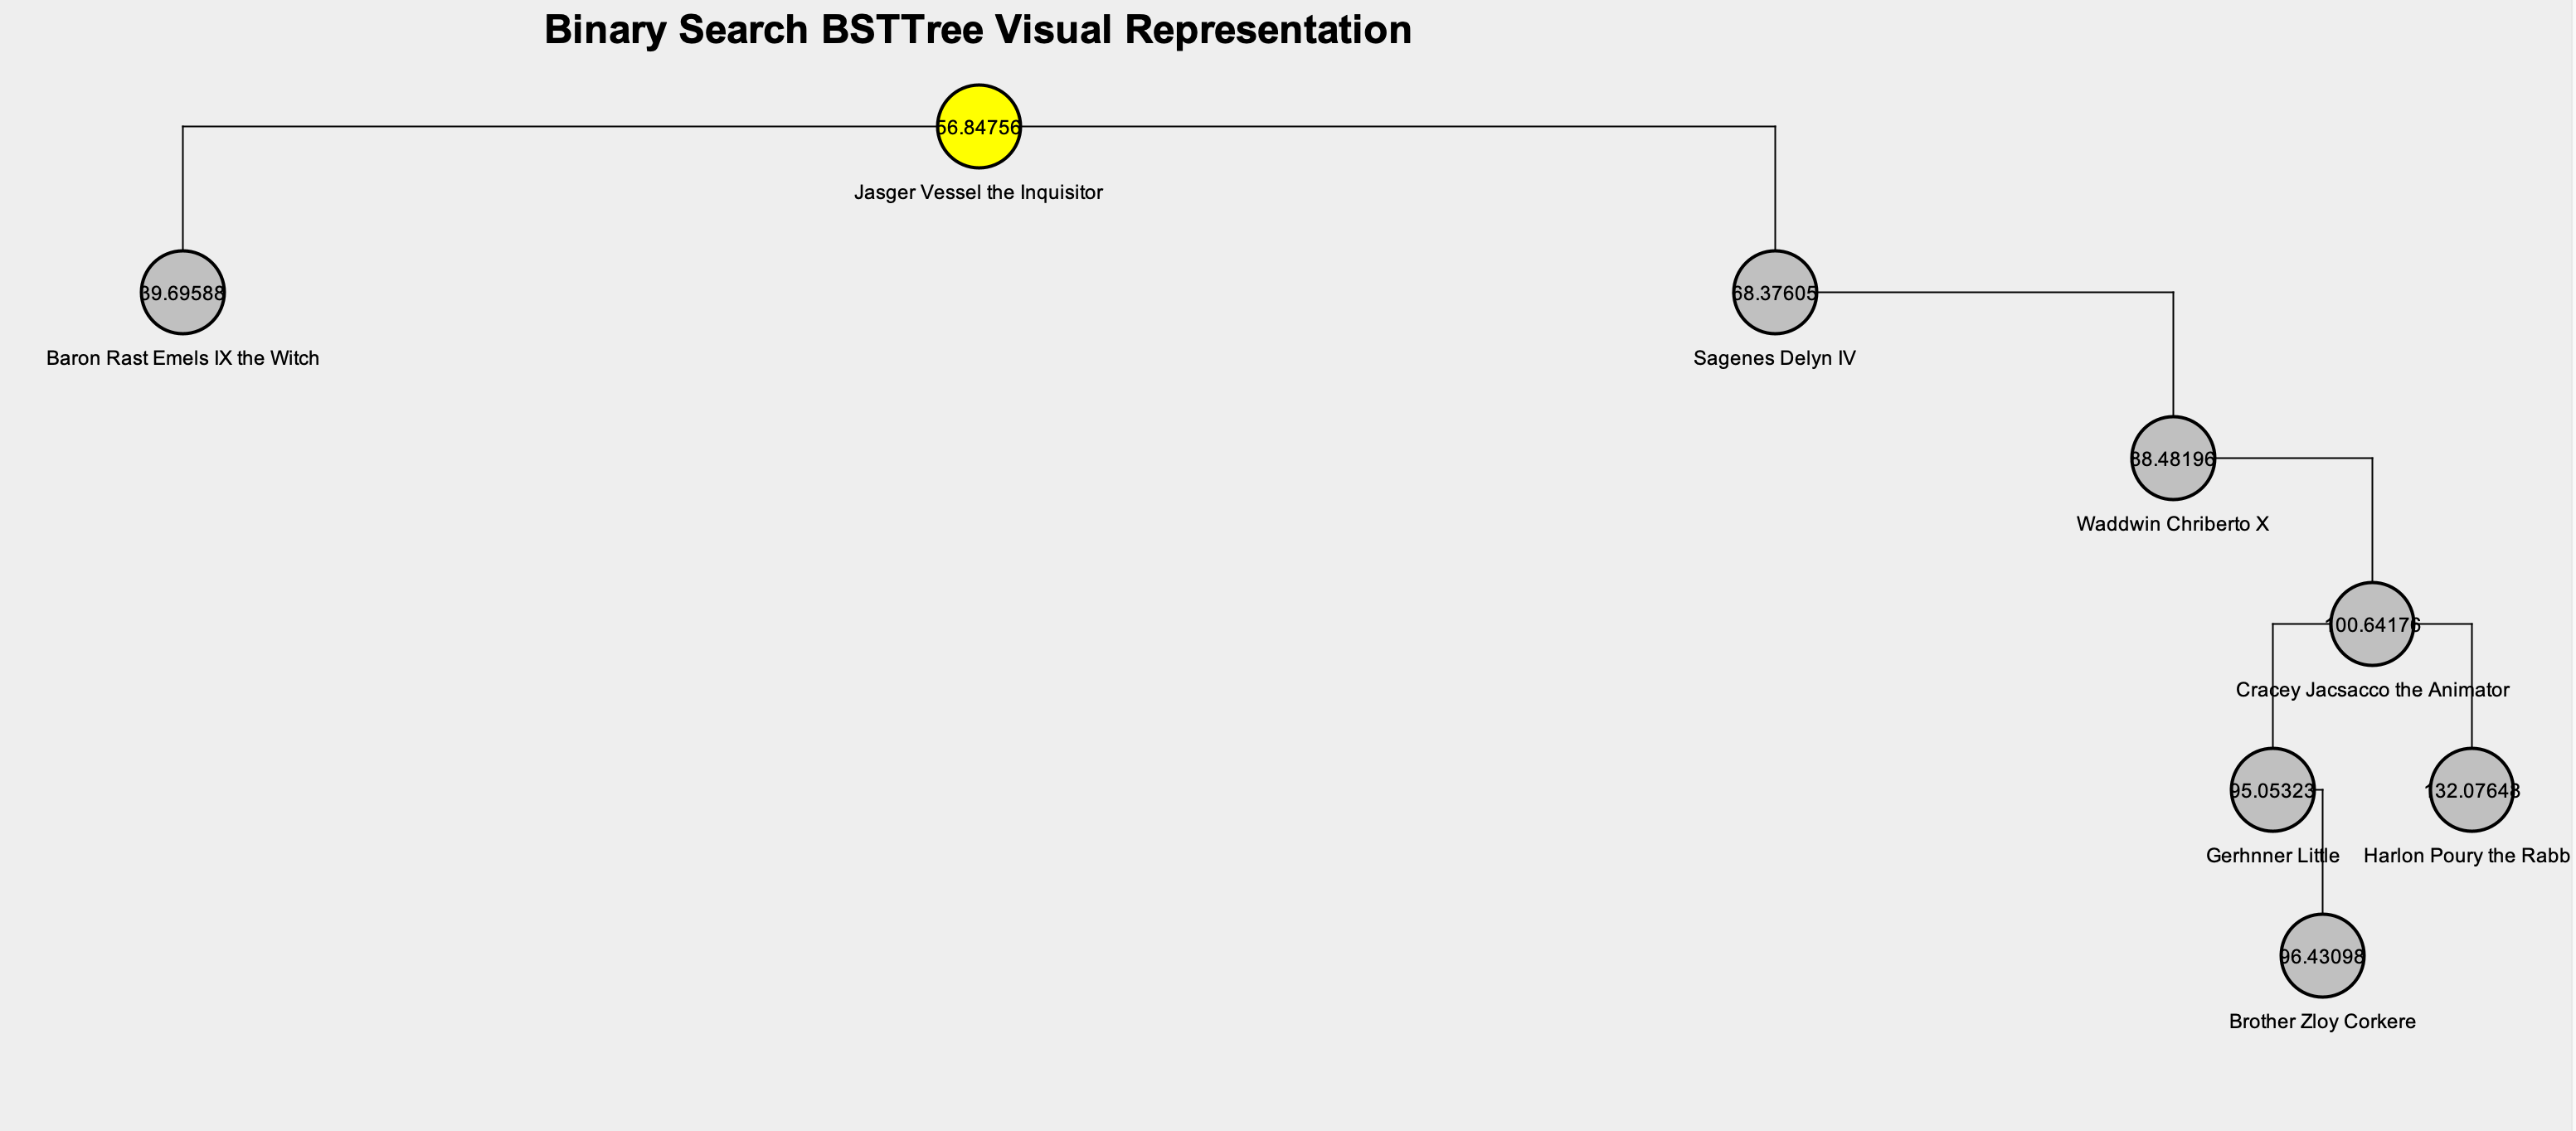 Binary Search BSTTree Visual Representation
56.84756
Jasger Vessel the Inquisitor
39.69588
68.37605
Baron Rast Emels IX the Witch
Sagenes Delyn IV
88.48196
Waddwin Chriberto X
100.64176
Cracey Jacsacco the Animator
95.05323
132.07648
Gerhnner Little
Harlon Poury the Rabb
96.43098
Brother Zloy Corkere